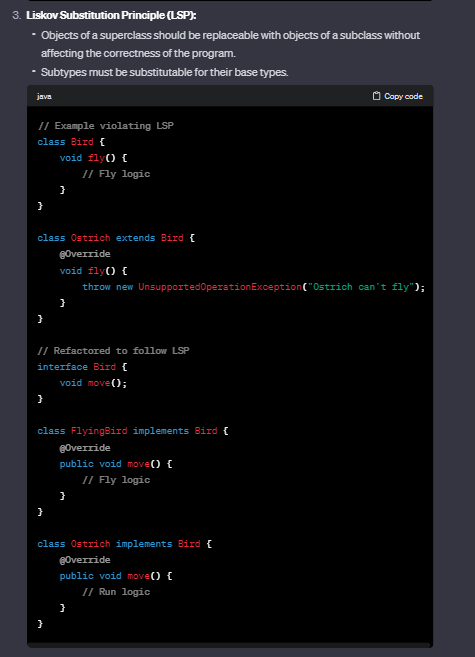 3. Liskov Substitution Principle (LSP):
- Objects of a superclass should be replaceable with objects of a subclass without
affecting the correctness of the program.
- Subtypes must be substitutable for their base types.
java Copy code
// Example violating LSP
class Bird {
    void fly() {
        // Fly logic
    }
}

class Ostrich extends Bird {
    @Override
    void fly() {
        throw new UnsupportedOperationException("Ostrich can't fly");
    }
}

// Refactored to follow LSP
interface Bird {
    void move();
}

class FlyingBird implements Bird {
    @Override
    public void move() {
        // Fly logic
    }
}

class Ostrich implements Bird {
    @Override
    public void move() {
        // Run logic
    }
}